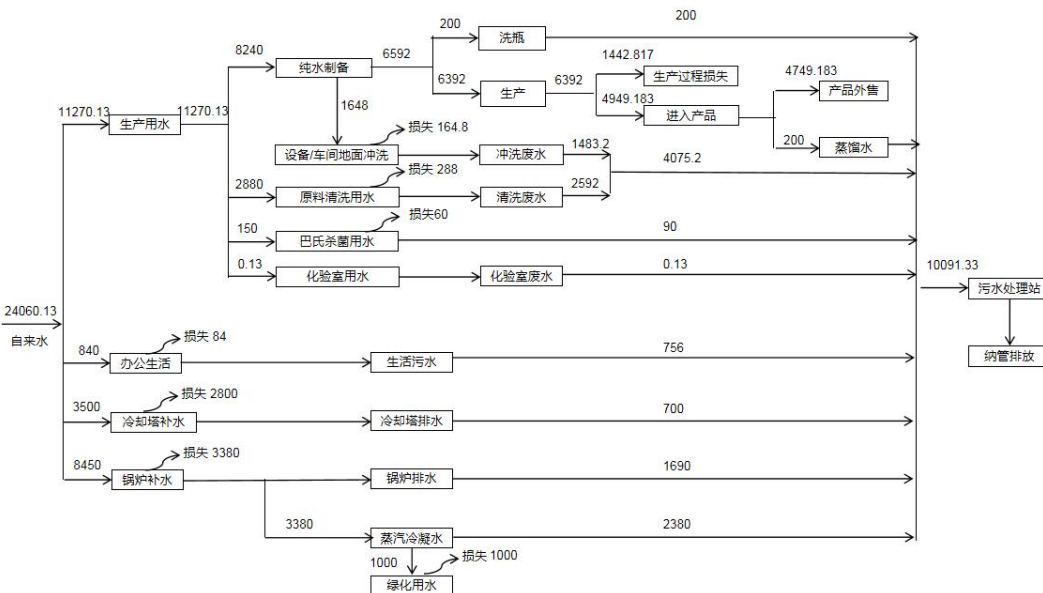 200
200
洗瓶
8240
6592
1442.817
4749.183
纯水制备
6392
6392
生产过程损失
产品外售
生产
4949.183
11270.13
11270.13
1648
进入产品
生产用水
损失 164.8
200
蒸馏水
设备/车间地面冲洗
冲洗废水
1483.2
4075.2
损失 288
2880
原料清洗用水
清洗废水
2592
损失60
150
90
巴氏杀菌用水
0.13
0.13
化验室用水
化验室废水
10091.33
污水处理站
24060.13
自来水
损失 84
840
756
办公生活
生活污水
纳管排放
损失 2800
3500
700
冷却塔补水
冷却塔排水
损失 3380
8450
1690
锅炉补水
锅炉排水
3380
2380
蒸汽冷凝水
1000
损失 1000
绿化用水